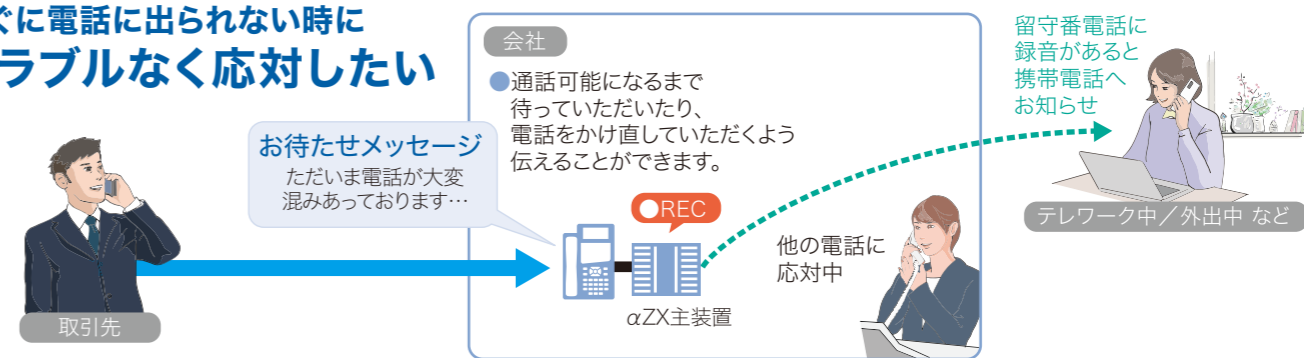 ぐに電話に出られない時に
ラブルなく応対したい
会社
●通話可能になるまで
待っていただいたり、
電話をかけ直していただくよう
伝えることができます。
お待たせメッセージ
ただいま電話が大変
混みあっております…
●REC
他の電話に
応対中
αZX主装置
取引先
留守番電話に
録音があると
携帯電話へ
お知らせ
テレワーク中／外出中 など